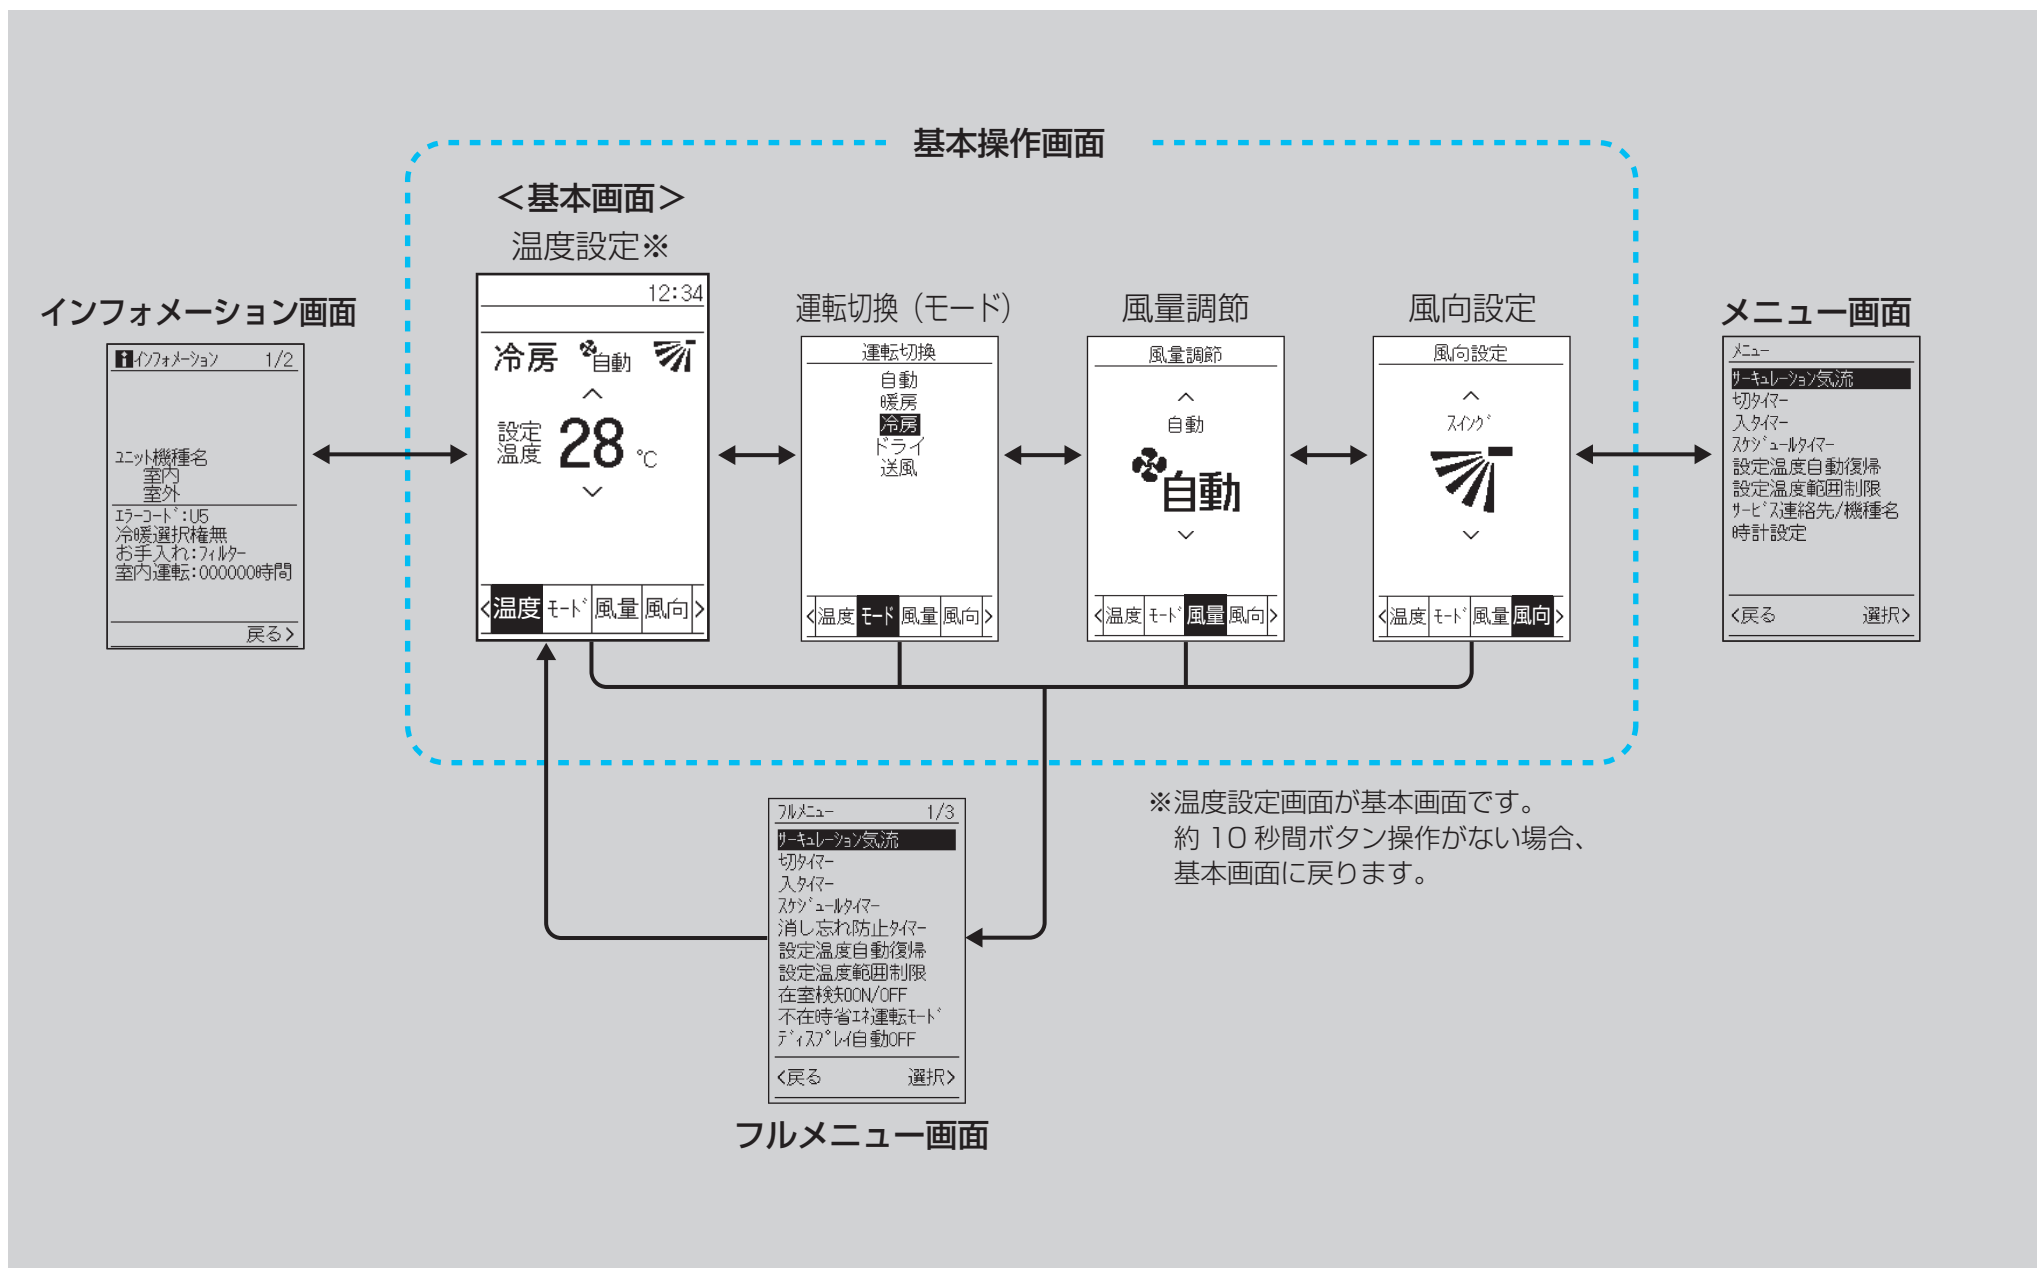 基本操作画面
＜基本画面＞
温度設定※
12:34
冷房 自動
設定
温度
28℃
<温度 ﾓｰﾄﾞ 風量 風向>
インフォメーション画面
iｲﾝﾌｫﾒｰｼｮﾝ 1/2
ﾕﾆｯﾄ機種名
室内
室外
ｴﾗｰｺｰﾄﾞ:U5
冷暖選択権無
お手入れ:ﾌｨﾙﾀｰ
室内運転:000000時間
戻る>
運転切換（モード）
運転切換
自動
暖房
冷房
ドライ
送風
<温度 ﾓｰﾄﾞ 風量 風向>
風量調節
風量調節
自動
自動
<温度 ﾓｰﾄﾞ 風量 風向>
風向設定
風向設定
ｽｲﾝｸﾞ
<温度 ﾓｰﾄﾞ 風量 風向>
メニュー画面
ﾒﾆｭｰ
ｻｰｷｭﾚｰｼｮﾝ気流
切ﾀｲﾏｰ
入ﾀｲﾏｰ
ｽｹｼﾞｭｰﾙﾀｲﾏｰ
設定温度自動復帰
設定温度範囲制限
ｻｰﾋﾞｽ連絡先/機種名
時計設定
<戻る 選択>
※温度設定画面が基本画面です。
約 10 秒間ボタン操作がない場合、
基本画面に戻ります。
ﾌﾙﾒﾆｭｰ 1/3
ｻｰｷｭﾚｰｼｮﾝ気流
切ﾀｲﾏｰ
入ﾀｲﾏｰ
ｽｹｼﾞｭｰﾙﾀｲﾏｰ
消し忘れ防止ﾀｲﾏｰ
設定温度自動復帰
設定温度範囲制限
在室検知ON/OFF
不在時省ｴﾈ運転ﾓｰﾄﾞ
ﾃﾞｨｽﾌﾟﾚｲ自動OFF
<戻る 選択>
フルメニュー画面